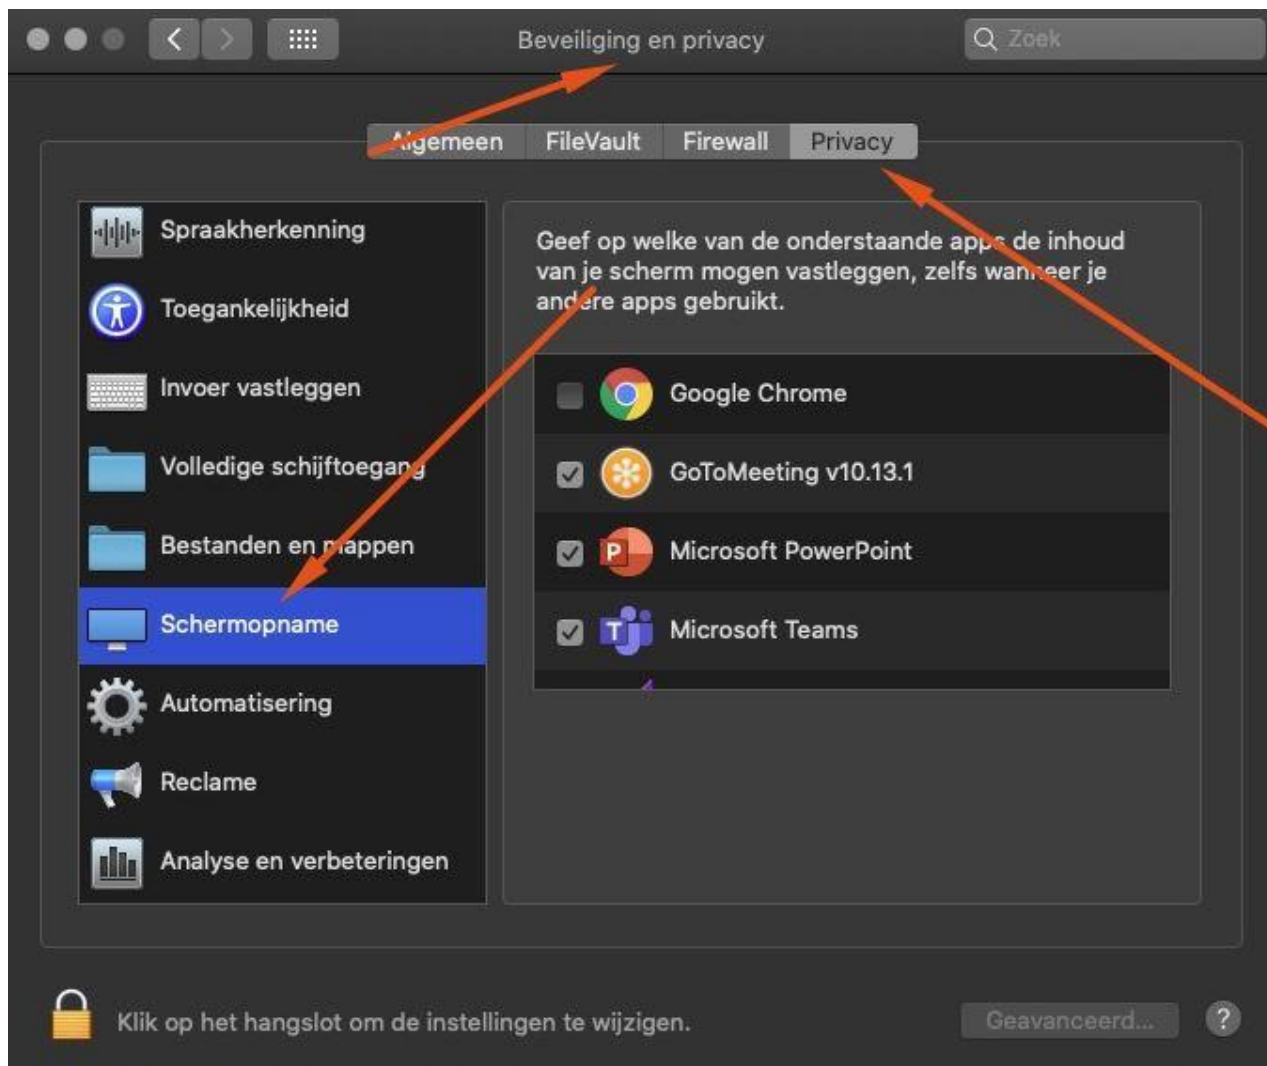 Beveiliging en privacy
Zoek
Algemeen
FileVault
Firewall
Privacy
Spraakherkenning
Toegankelijkheid
Invoer vastleggen
Volledige schijftoegang
Bestanden en mappen
Schermopname
Automatisering
Reclame
Analyse en verbeteringen
Geef op welke van de onderstaande apps de inhoud
van je scherm mogen vastleggen, zelfs wanneer je
andere apps gebruikt.
Google Chrome
GoToMeeting v10.13.1
P
Microsoft PowerPoint
T
Microsoft Teams
Klik op het hangslot om de instellingen te wijzigen.
Geavanceerd...
?